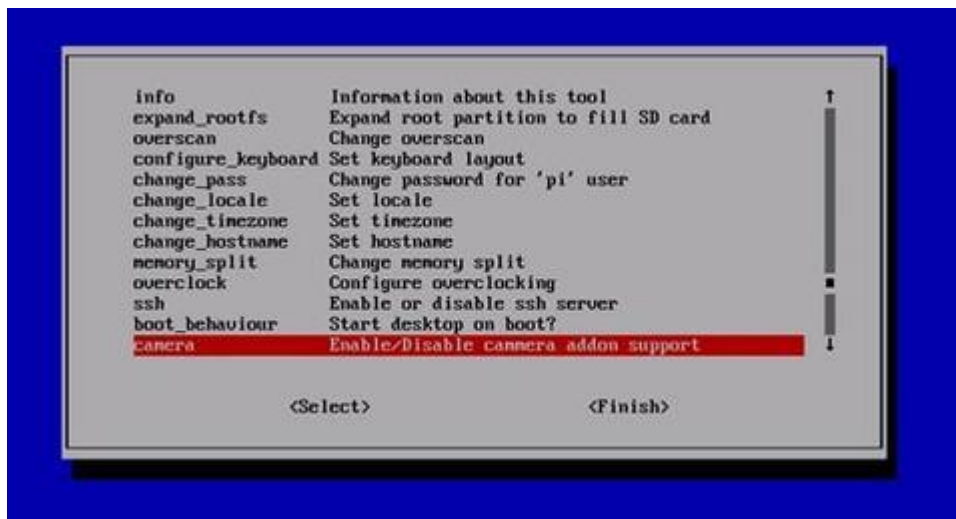 info Information about this tool ↑
expand_rootfs Expand root partition to fill SD card
overscan Change overscan
configure_keyboard Set keyboard layout
change_pass Change password for 'pi' user
change_locale Set locale
change_timezone Set timezone
change_hostname Set hostname
memory_split Change memory split
overclock Configure overclocking
ssh Enable or disable ssh server
boot_behaviour Start desktop on boot?
camera Enable/Disable cammera addon support ↓
<Select> <Finish>